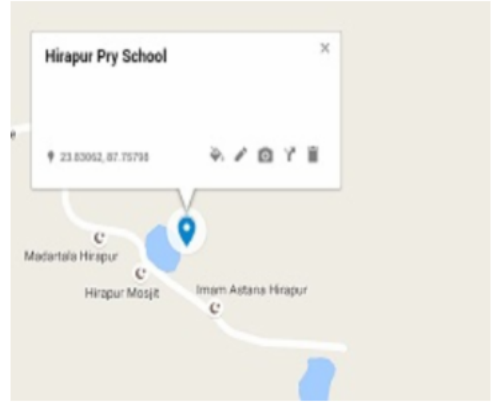 Hirapur Pry School
23.83062, 87.75798
Madartala Hirapur
Hirapur Mosjit
Imam Astana Hirapur